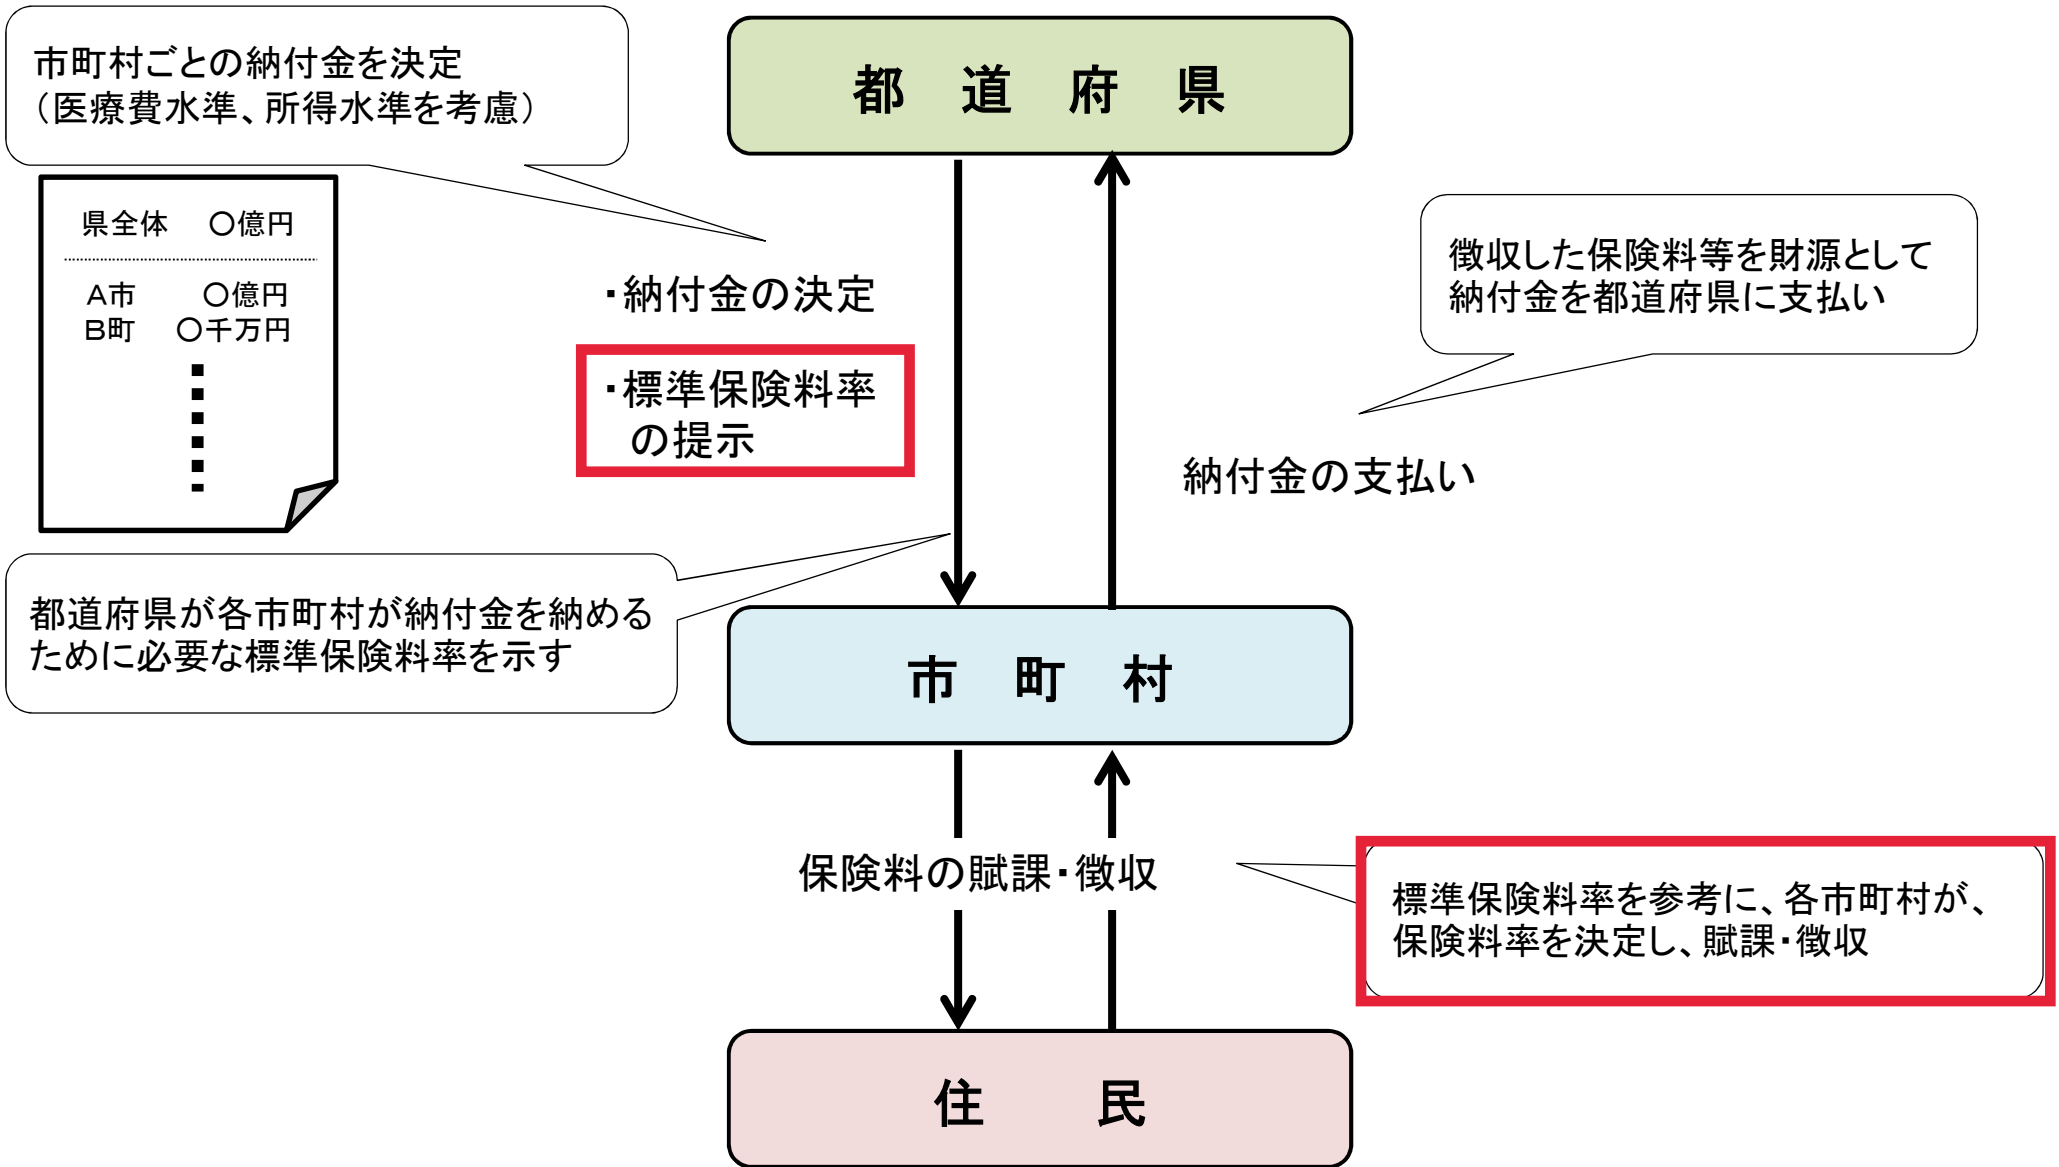 市町村ごとの納付金を決定
（医療費水準、所得水準を考慮）
都　道　府　県
県全体　〇億円
A市　〇億円
B町　〇千万円
・納付金の決定
・標準保険料率
の提示
徴収した保険料等を財源として
納付金を都道府県に支払い
納付金の支払い
都道府県が各市町村が納付金を納める
ために必要な標準保険料率を示す
市　町　村
保険料の賦課・徴収
標準保険料率を参考に、各市町村が、
保険料率を決定し、賦課・徴収
住　民